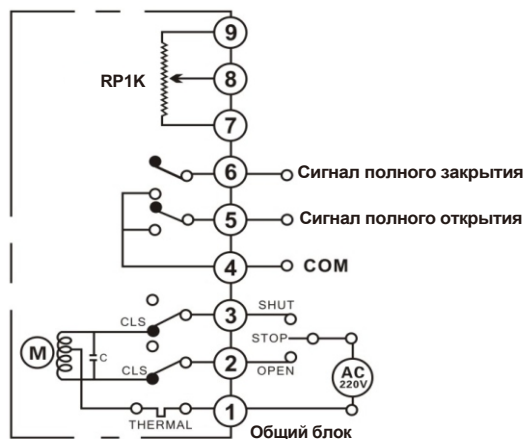 9
RP1K
8
7
6 Сигнал полного закрытия
5 Сигнал полного открытия
4 COM
CLS 3 SHUT
STOP
M C
CLS 2 OPEN
AC
220V
THERMAL 1 Общий блок